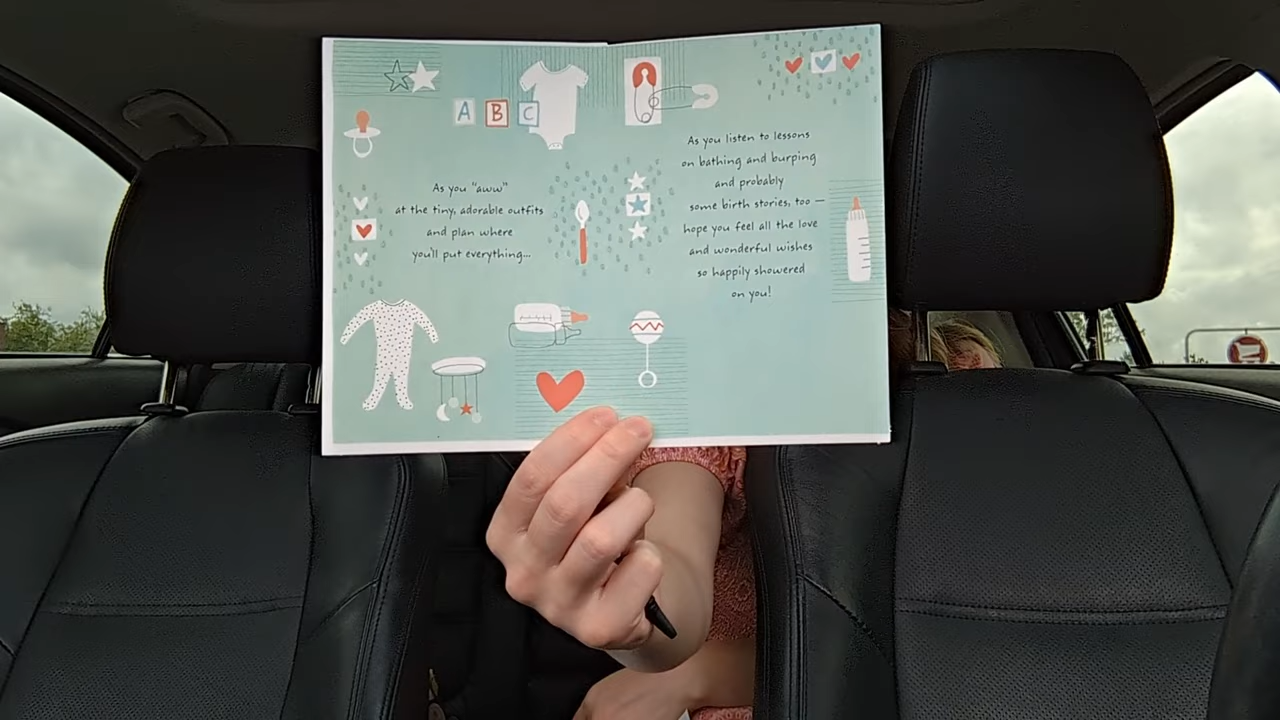 A B C
As you "aww"
at the tiny, adorable outfits
and plan where
you'll put everything...
As you listen to lessons
on bathing and burping
and probably
some birth stories, too —
hope you feel all the love
and wonderful wishes
so happily showered
on you!